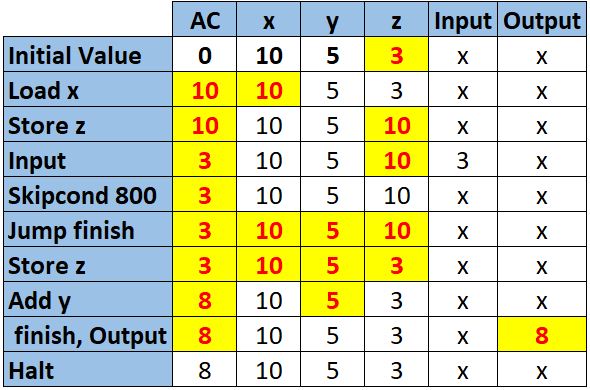 AC x y z Input Output
Initial Value 0 10 5 3 x x
Load x 10 10 5 3 x x
Store z 10 10 5 10 x x
Input 3 10 5 10 3 x
Skipcond 800 3 10 5 10 x x
Jump finish 3 10 5 10 x x
Store z 3 10 5 3 x x
Add y 8 10 5 3 x x
finish, Output 8 10 5 3 x 8
Halt 8 10 5 3 x x